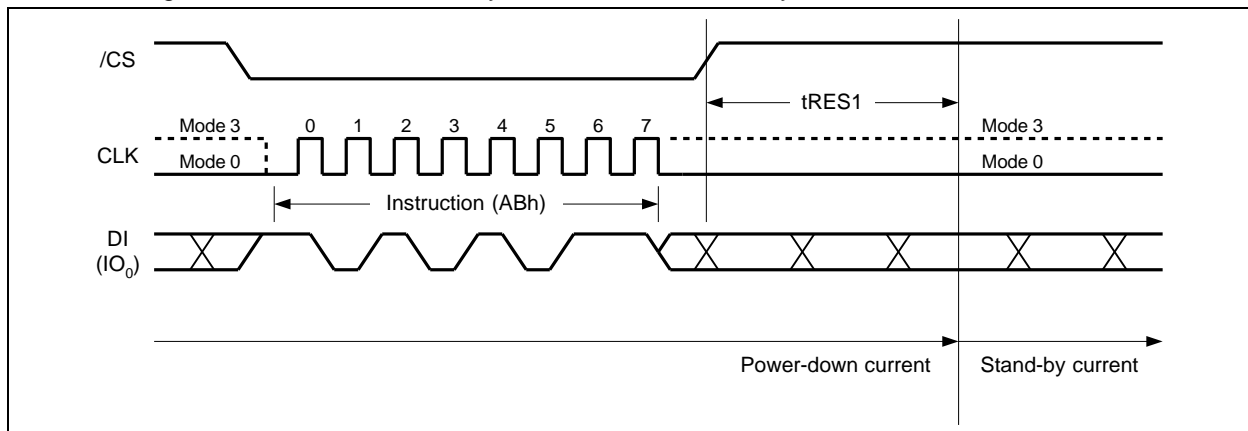 /CS
tRES1
Mode 3 0 1 2 3 4 5 6 7 Mode 3
CLK
Mode 0 Mode 0
Instruction (ABh)
DI
(IO0)
Power-down current Stand-by current